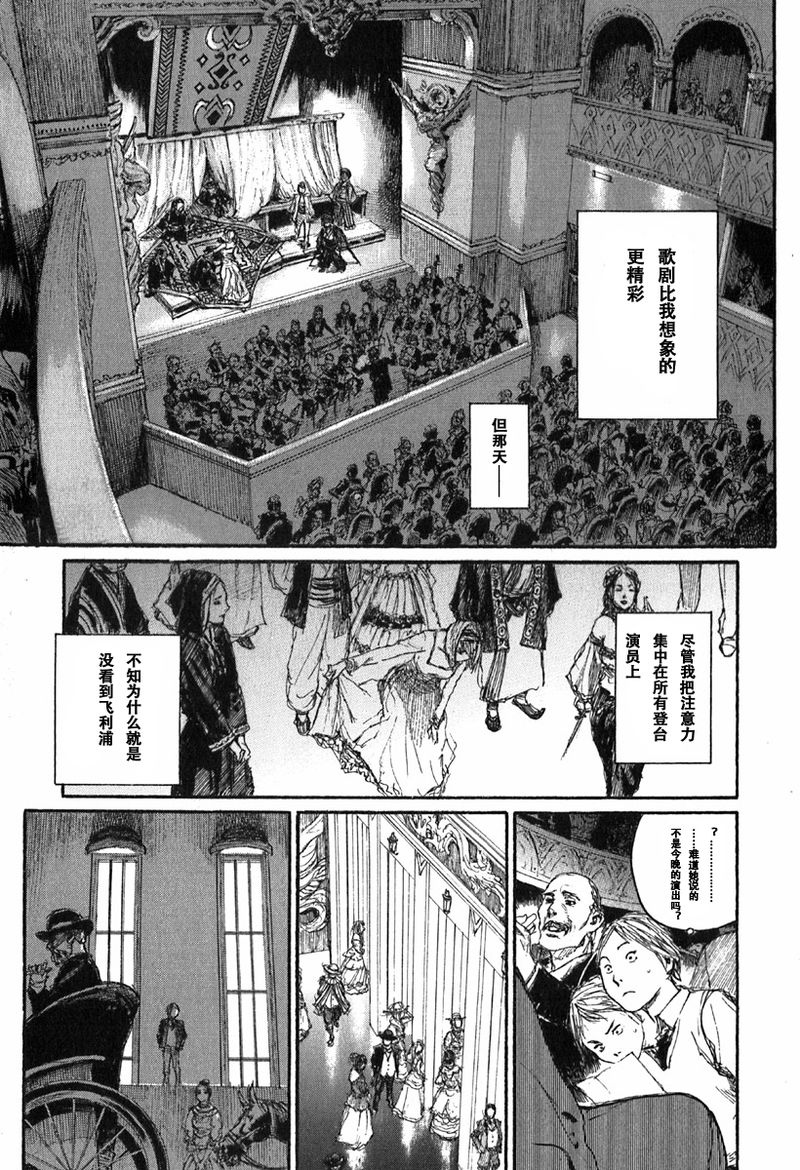 歌剧比我想象的
更精彩
但那天——
尽管我把注意力
集中在所有登台
演员上
不知为什么就是
没看到飞利浦
？………………
……难道她说的
不是今晚的演出吗？